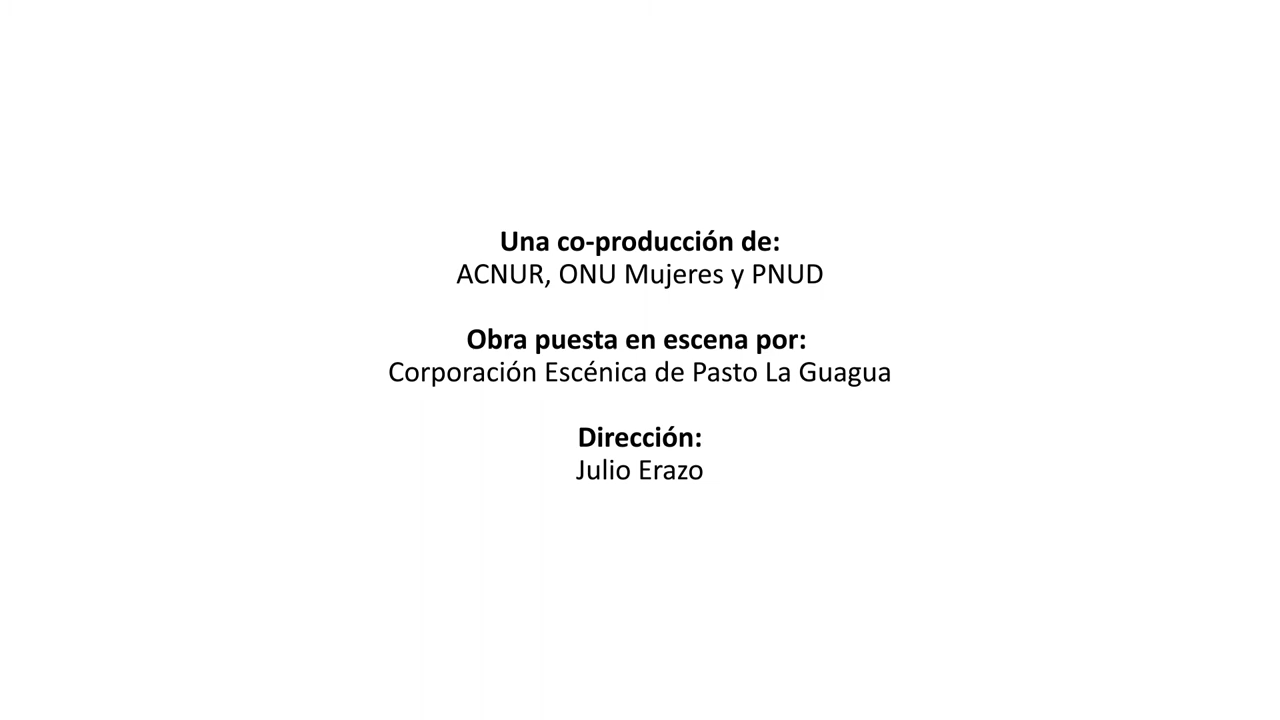 Una co-producción de:
ACNUR, ONU Mujeres y PNUD
Obra puesta en escena por:
Corporación Escénica de Pasto La Guagua
Dirección:
Julio Erazo